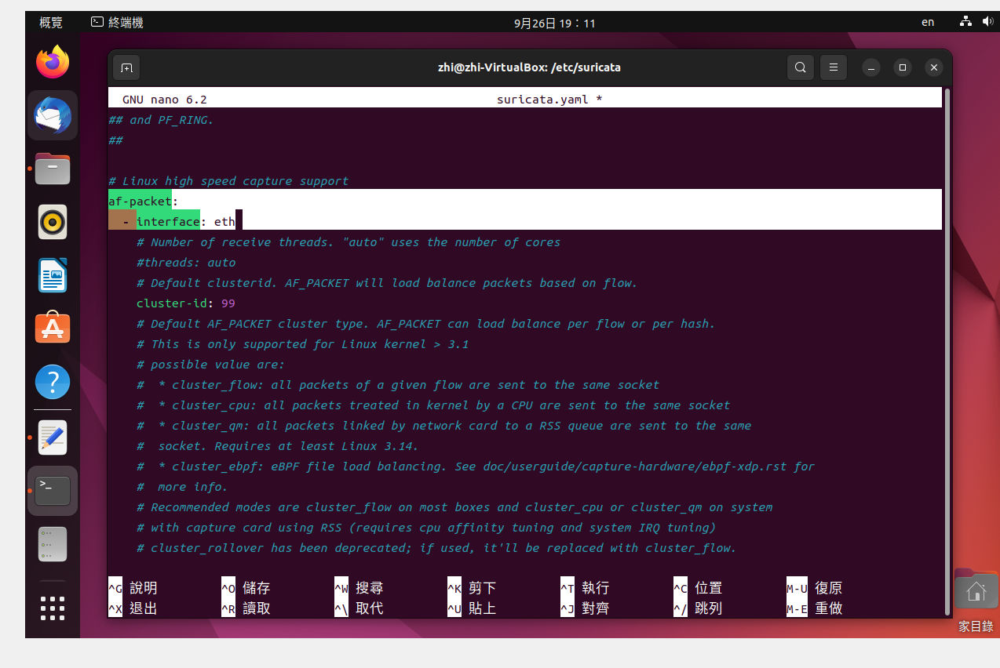 概覽
終端機
9月26日 19：11
en
zhi@zhi-VirtualBox: /etc/suricata
GNU nano 6.2 suricata.yaml *
## and PF_RING.
##
# Linux high speed capture support
af-packet:
- interface: eth
# Number of receive threads. "auto" uses the number of cores
#threads: auto
# Default clusterid. AF_PACKET will load balance packets based on flow.
cluster-id: 99
# Default AF_PACKET cluster type. AF_PACKET can load balance per flow or per hash.
# This is only supported for Linux kernel > 3.1
# possible value are:
#  * cluster_flow: all packets of a given flow are sent to the same socket
#  * cluster_cpu: all packets treated in kernel by a CPU are sent to the same socket
#  * cluster_qm: all packets linked by network card to a RSS queue are sent to the same
#  socket. Requires at least Linux 3.14.
#  * cluster_ebpf: eBPF file load balancing. See doc/userguide/capture-hardware/ebpf-xdp.rst for
#  more info.
# Recommended modes are cluster_flow on most boxes and cluster_cpu or cluster_qm on system
# with capture card using RSS (requires cpu affinity tuning and system IRQ tuning)
# cluster_rollover has been deprecated; if used, it'll be replaced with cluster_flow.
^G 說明 ^O 儲存 ^W 搜尋 ^K 剪下 ^T 執行 ^C 位置 M-U 復原
^X 退出 ^R 讀取 ^\ 取代 ^U 貼上 ^J 對齊 ^/ 跳列 M-E 重做
家目錄